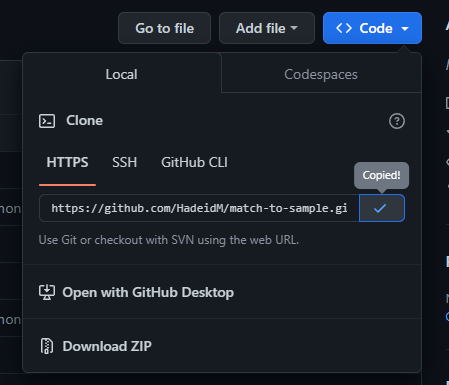 Go to file
Add file
Code
Local
Codespaces
Clone
HTTPS
SSH
GitHub CLI
Copied!
https://github.com/HadeidM/match-to-sample.gi
Use Git or checkout with SVN using the web URL.
Open with GitHub Desktop
Download ZIP